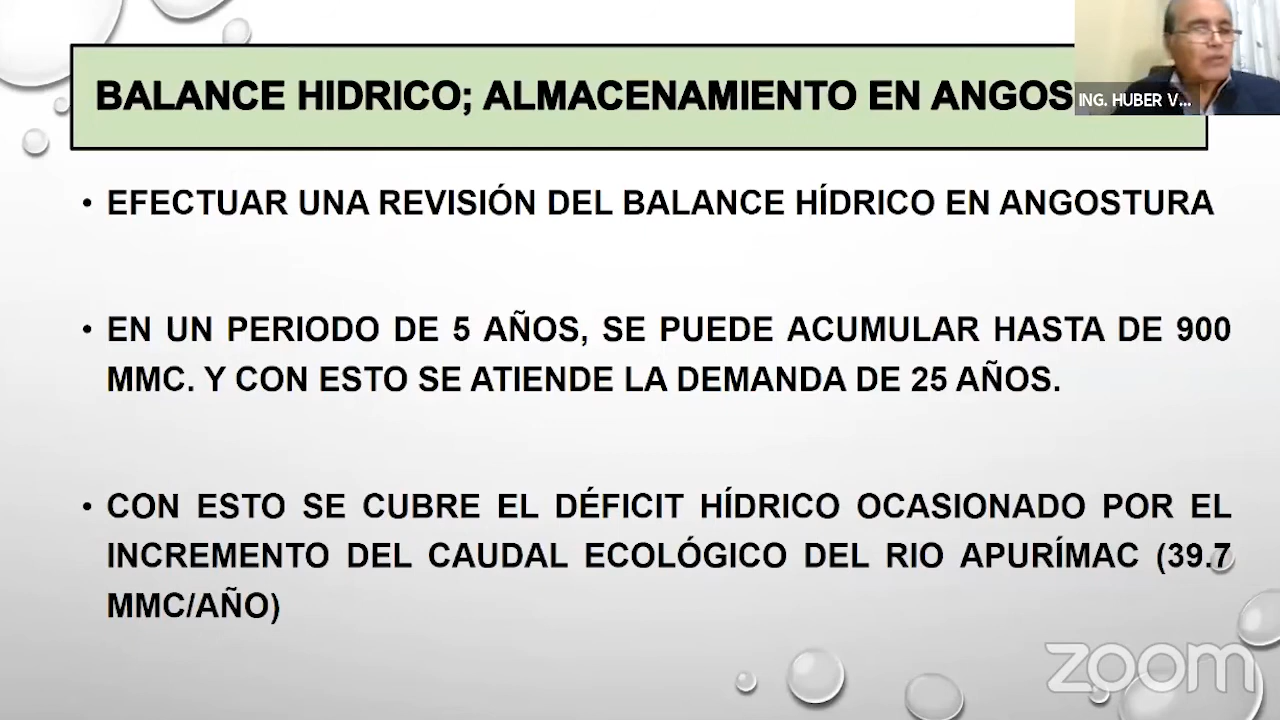 BALANCE HIDRICO; ALMACENAMIENTO EN ANGOS
ING. HUBER V...
• EFECTUAR UNA REVISIÓN DEL BALANCE HÍDRICO EN ANGOSTURA
• EN UN PERIODO DE 5 AÑOS, SE PUEDE ACUMULAR HASTA DE 900
MMC. Y CON ESTO SE ATIENDE LA DEMANDA DE 25 AÑOS.
• CON ESTO SE CUBRE EL DÉFICIT HÍDRICO OCASIONADO POR EL
INCREMENTO DEL CAUDAL ECOLÓGICO DEL RIO APURÍMAC (39.7
MMC/AÑO)
zoom